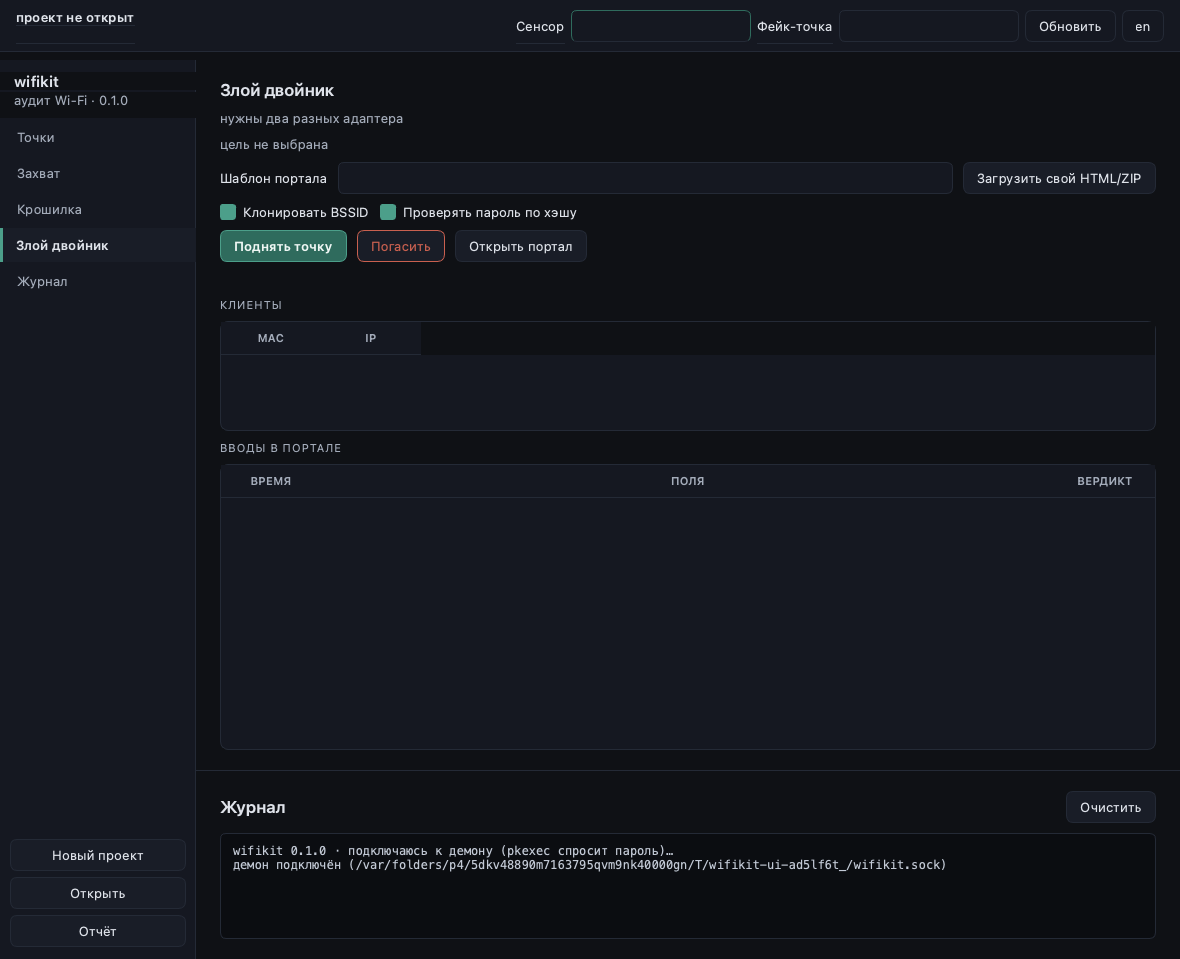 проект не открыт
Сенсор
Фейк-точка
Обновить
en
wifikit
аудит Wi-Fi · 0.1.0
Точки
Захват
Крошилка
Злой двойник
Журнал
Новый проект
Открыть
Отчёт
Злой двойник
нужны два разных адаптера
цель не выбрана
Шаблон портала
Загрузить свой HTML/ZIP
Клонировать BSSID
Проверять пароль по хэшу
Поднять точку
Погасить
Открыть портал
КЛИЕНТЫ
MAC
IP
ВВОДЫ В ПОРТАЛЕ
ВРЕМЯ
ПОЛЯ
ВЕРДИКТ
Журнал
Очистить
wifikit 0.1.0 · подключаюсь к демону (pkexec спросит пароль)…
демон подключён (/var/folders/p4/5dkv48890m7163795qvm9nk40000gn/T/wifikit-ui-ad5lf6t_/wifikit.sock)